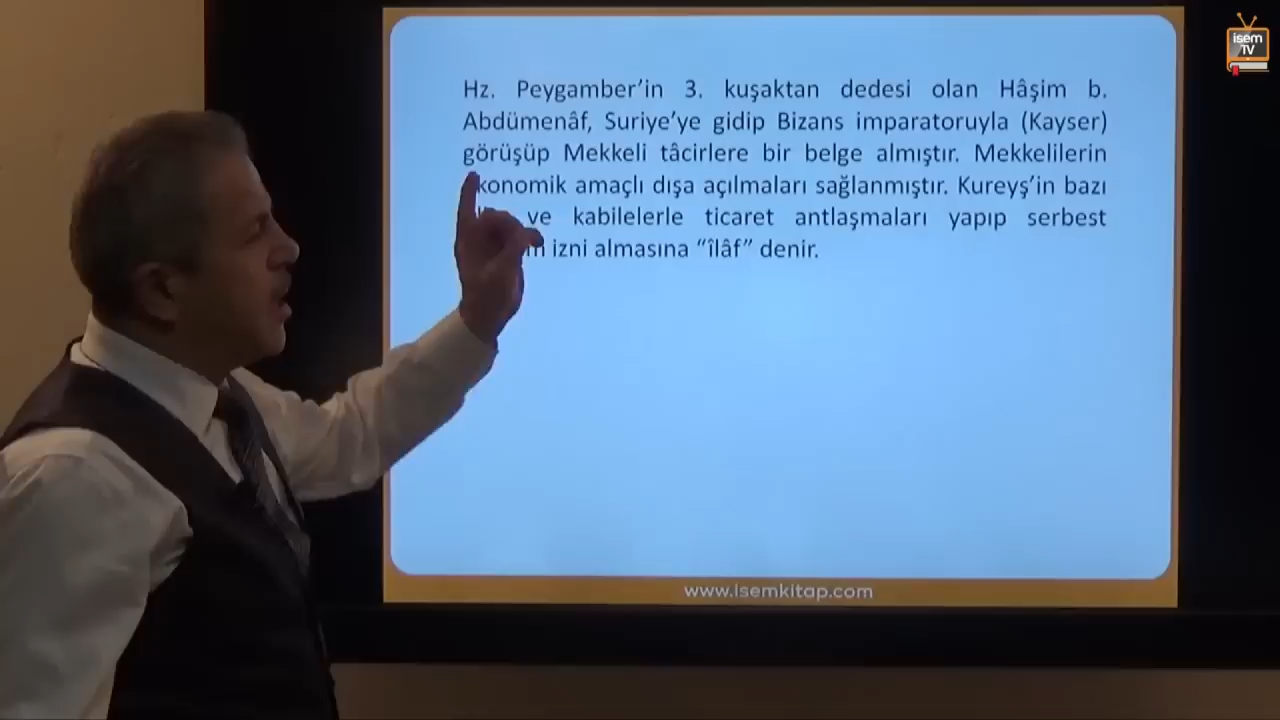 isem
TV
Hz. Peygamber'in 3. kuşaktan dedesi olan Hâşim b.
Abdümenâf, Suriye'ye gidip Bizans imparatoruyla (Kayser)
görüşüp Mekkeli tâcirlere bir belge almıştır. Mekkelilerin
ekonomik amaçlı dışa açılmaları sağlanmıştır. Kureyş'in bazı
ve kabilelerle ticaret antlaşmaları yapıp serbest
izni almasına “îlâf” denir.
www.isemkitap.com